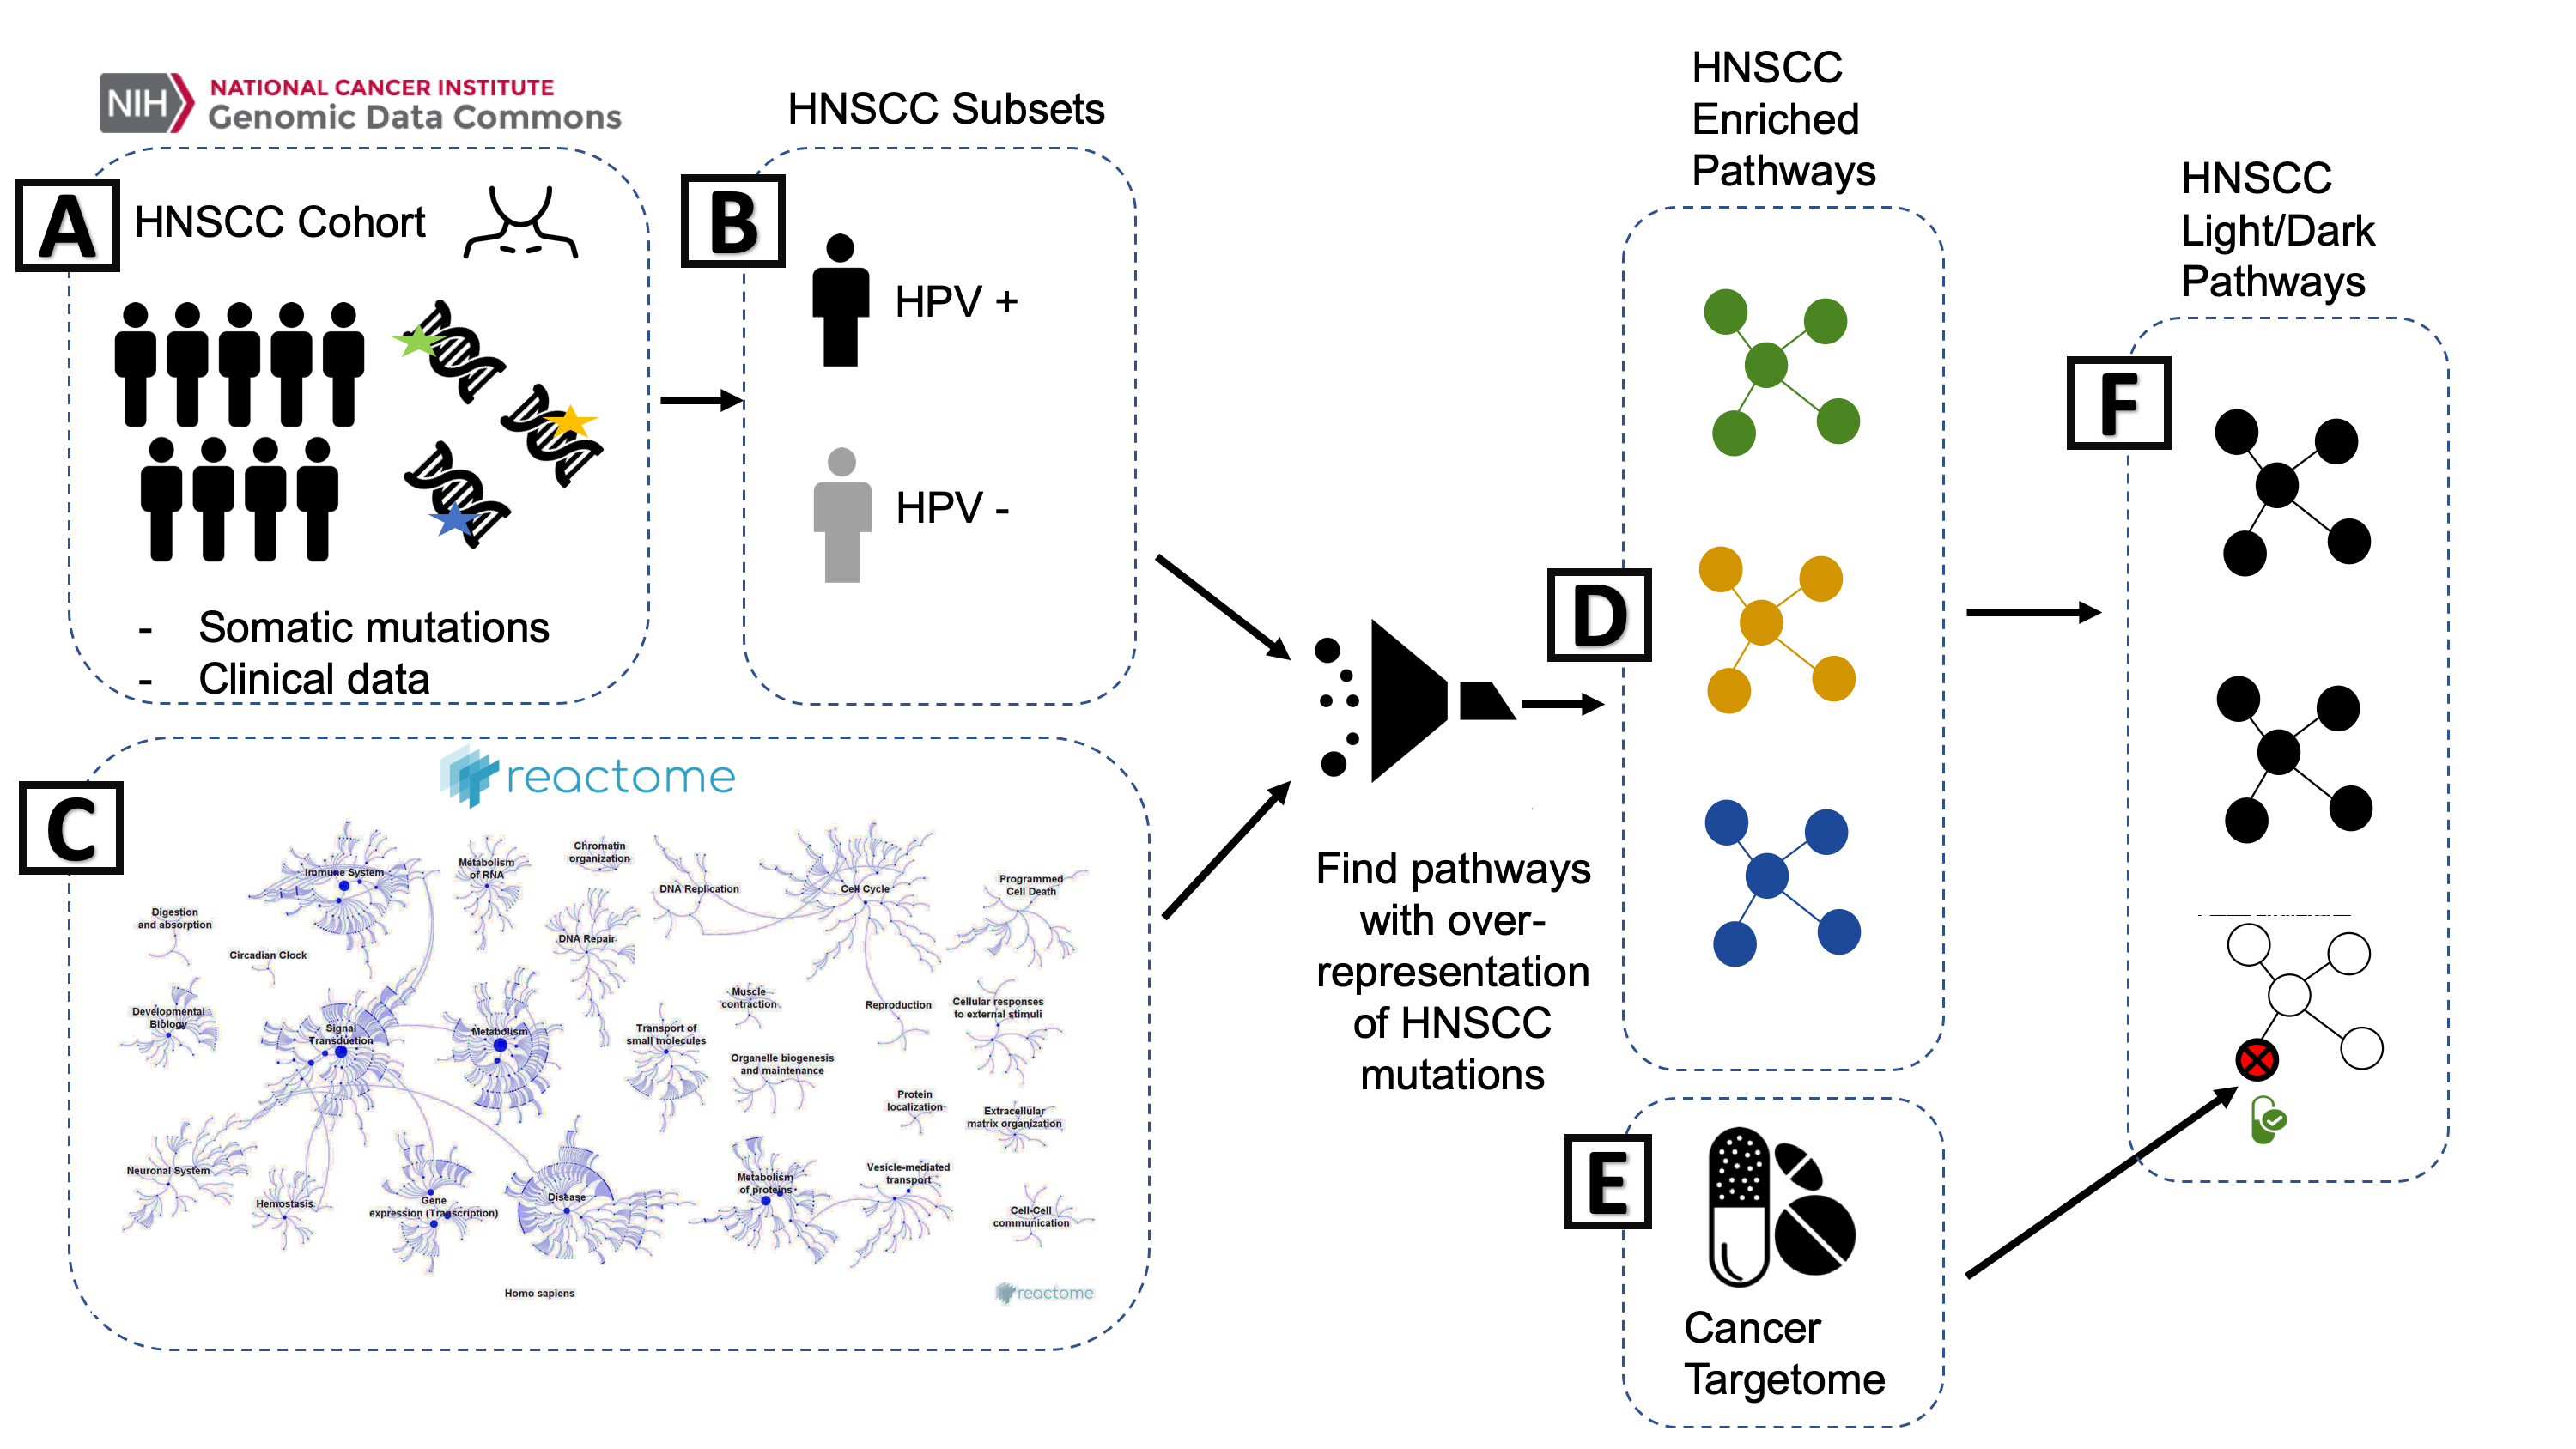 NIH
NATIONAL CANCER INSTITUTE
Genomic Data Commons
A
HNSCC Cohort
- Somatic mutations
- Clinical data
HNSCC Subsets
B
HPV +
HPV -
C
reactome
Immune System
Metabolism
of RNA
Chromatin
organization
DNA Replication
Cell Cycle
Programmed
Cell Death
Digestion
and absorption
Circadian Clock
DNA Repair
Developmental
Biology
Signal
Transduction
Metabolism
Transport of
small molecules
Muscle
contraction
Reproduction
Cellular responses
to external stimuli
Organelle biogenesis
and maintenance
Protein
localization
Extracellular
matrix organization
Neuronal System
Hemostasis
Gene
expression (Transcription)
Disease
Metabolism
of proteins
Vesicle-mediated
transport
Cell-Cell
communication
Homo sapiens
reactome
Find pathways
with over-
representation
of HNSCC
mutations
HNSCC
Enriched
Pathways
D
E
Cancer
Targetome
HNSCC
Light/Dark
Pathways
F